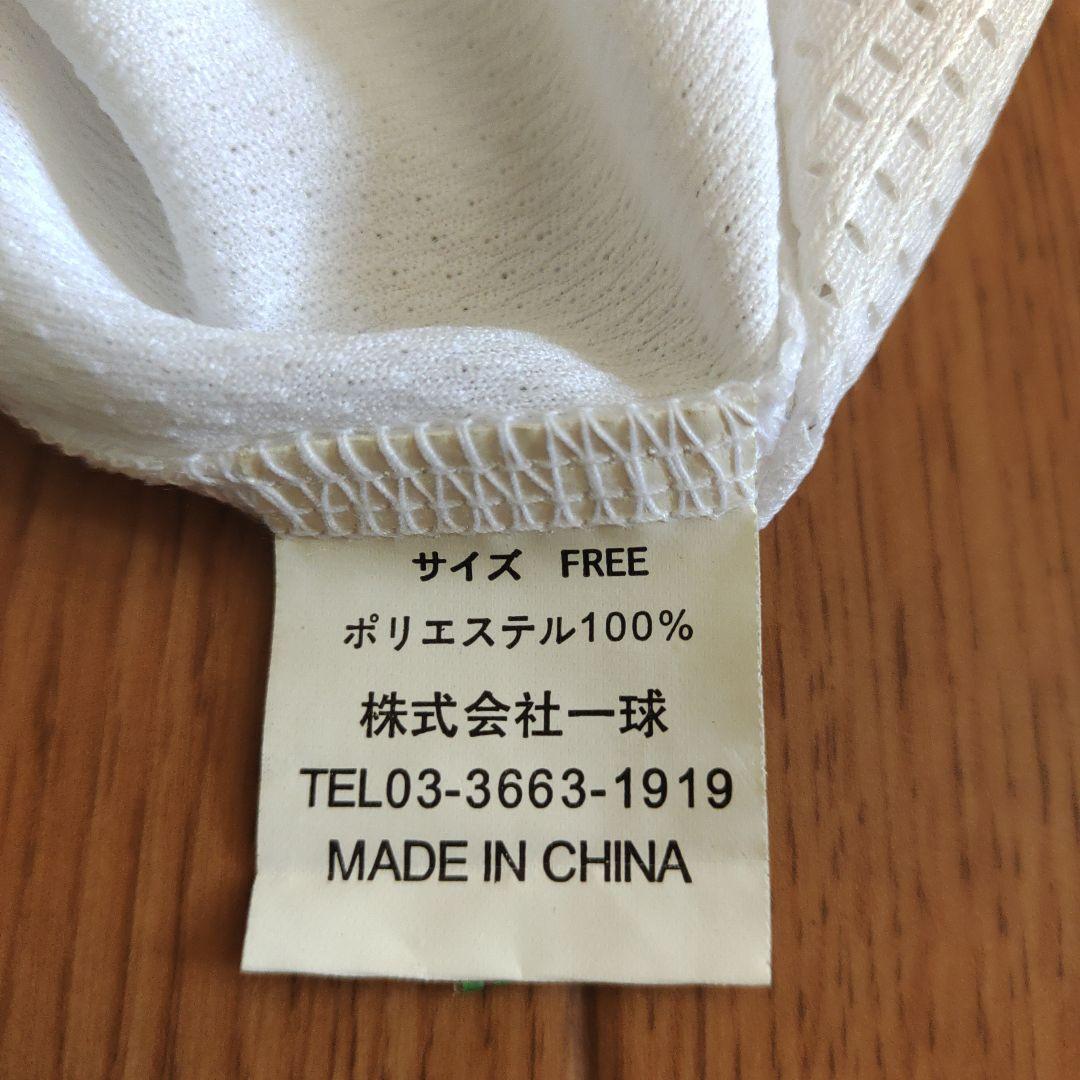 サイズ　FREE
ポリエステル100%
株式会社一球
TEL03-3663-1919
MADE IN CHINA